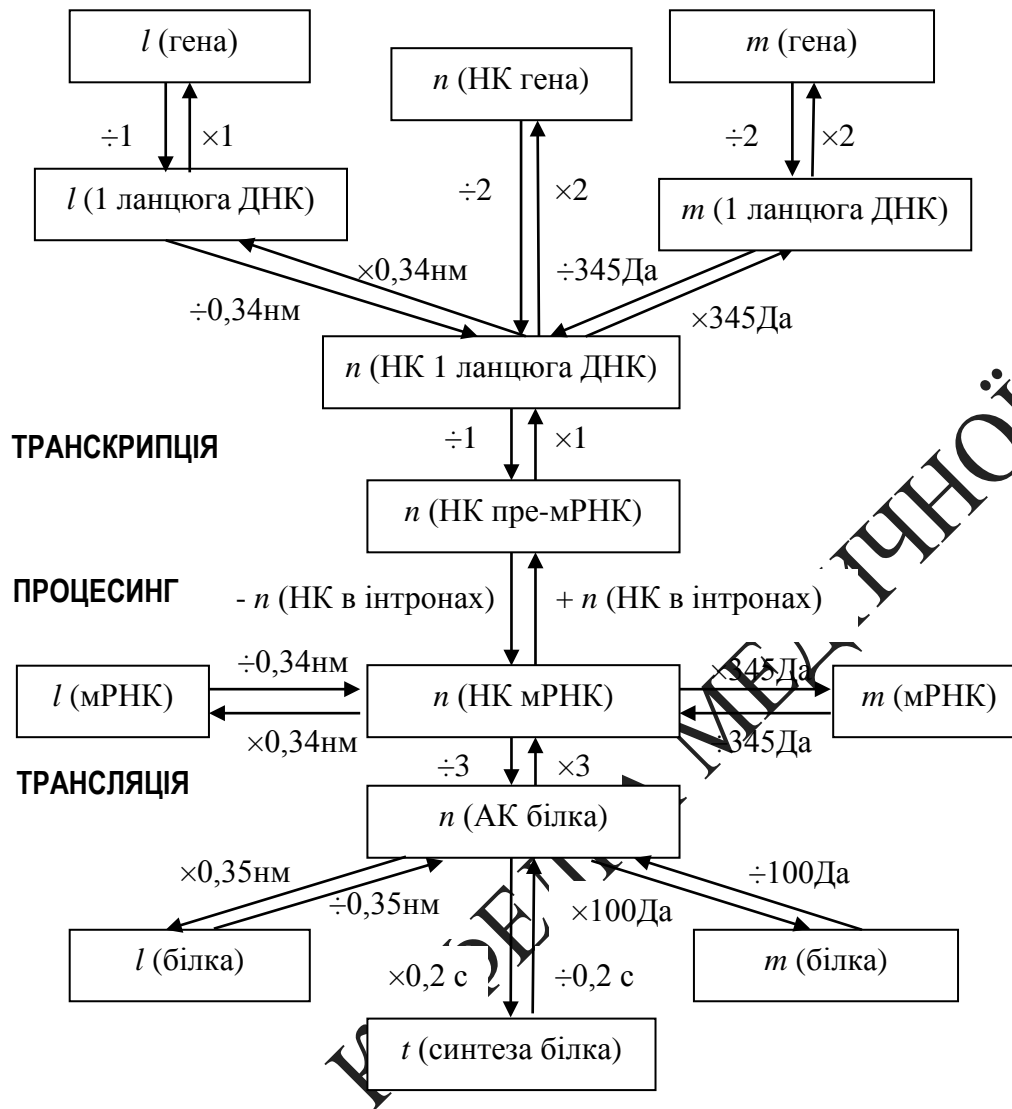 l (гена)
n (НК гена)
m (гена)
÷1
×1
÷2
×2
÷2
×2
l (1 ланцюга ДНК)
m (1 ланцюга ДНК)
×0,34нм
÷0,34нм
÷345Да
×345Да
n (НК 1 ланцюга ДНК)
ТРАНСКРИПЦІЯ
÷1
×1
n (НК пре-мРНК)
ПРОЦЕСИНГ
- n (НК в інтронах)
+ n (НК в інтронах)
÷0,34нм
×345Да
l (мРНК)
n (НК мРНК)
m (мРНК)
×0,34нм
÷345Да
ТРАНСЛЯЦІЯ
÷3
×3
n (АК білка)
×0,35нм
÷0,35нм
×100Да
÷100Да
l (білка)
m (білка)
×0,2 с
÷0,2 с
t (синтеза білка)